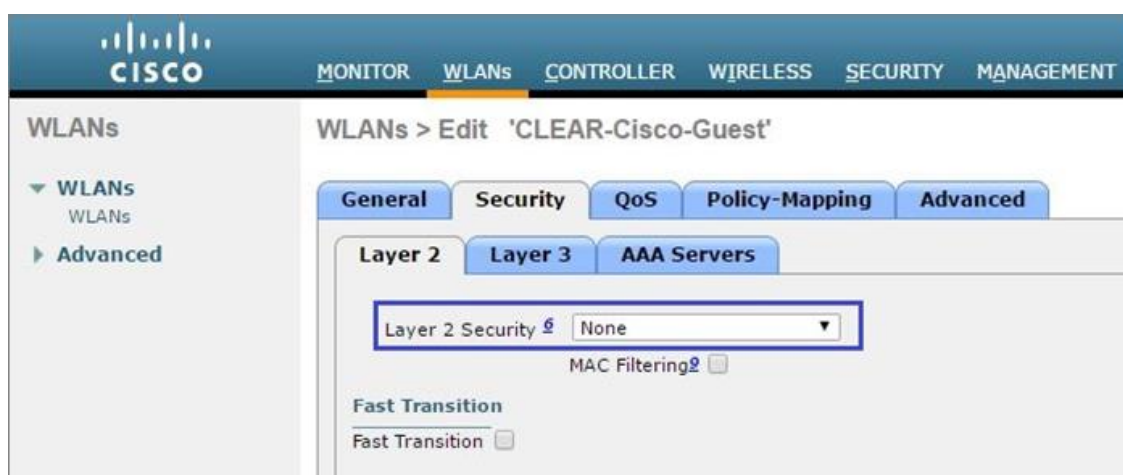 CISCO
MONITOR WLANs CONTROLLER WIRELESS SECURITY MANAGEMENT
WLANs
WLANs > Edit 'CLEAR-Cisco-Guest'
WLANs
WLANs
Advanced
General Security QoS Policy-Mapping Advanced
Layer 2 Layer 3 AAA Servers
Layer 2 Security 6 None
MAC Filtering9
Fast Transition
Fast Transition